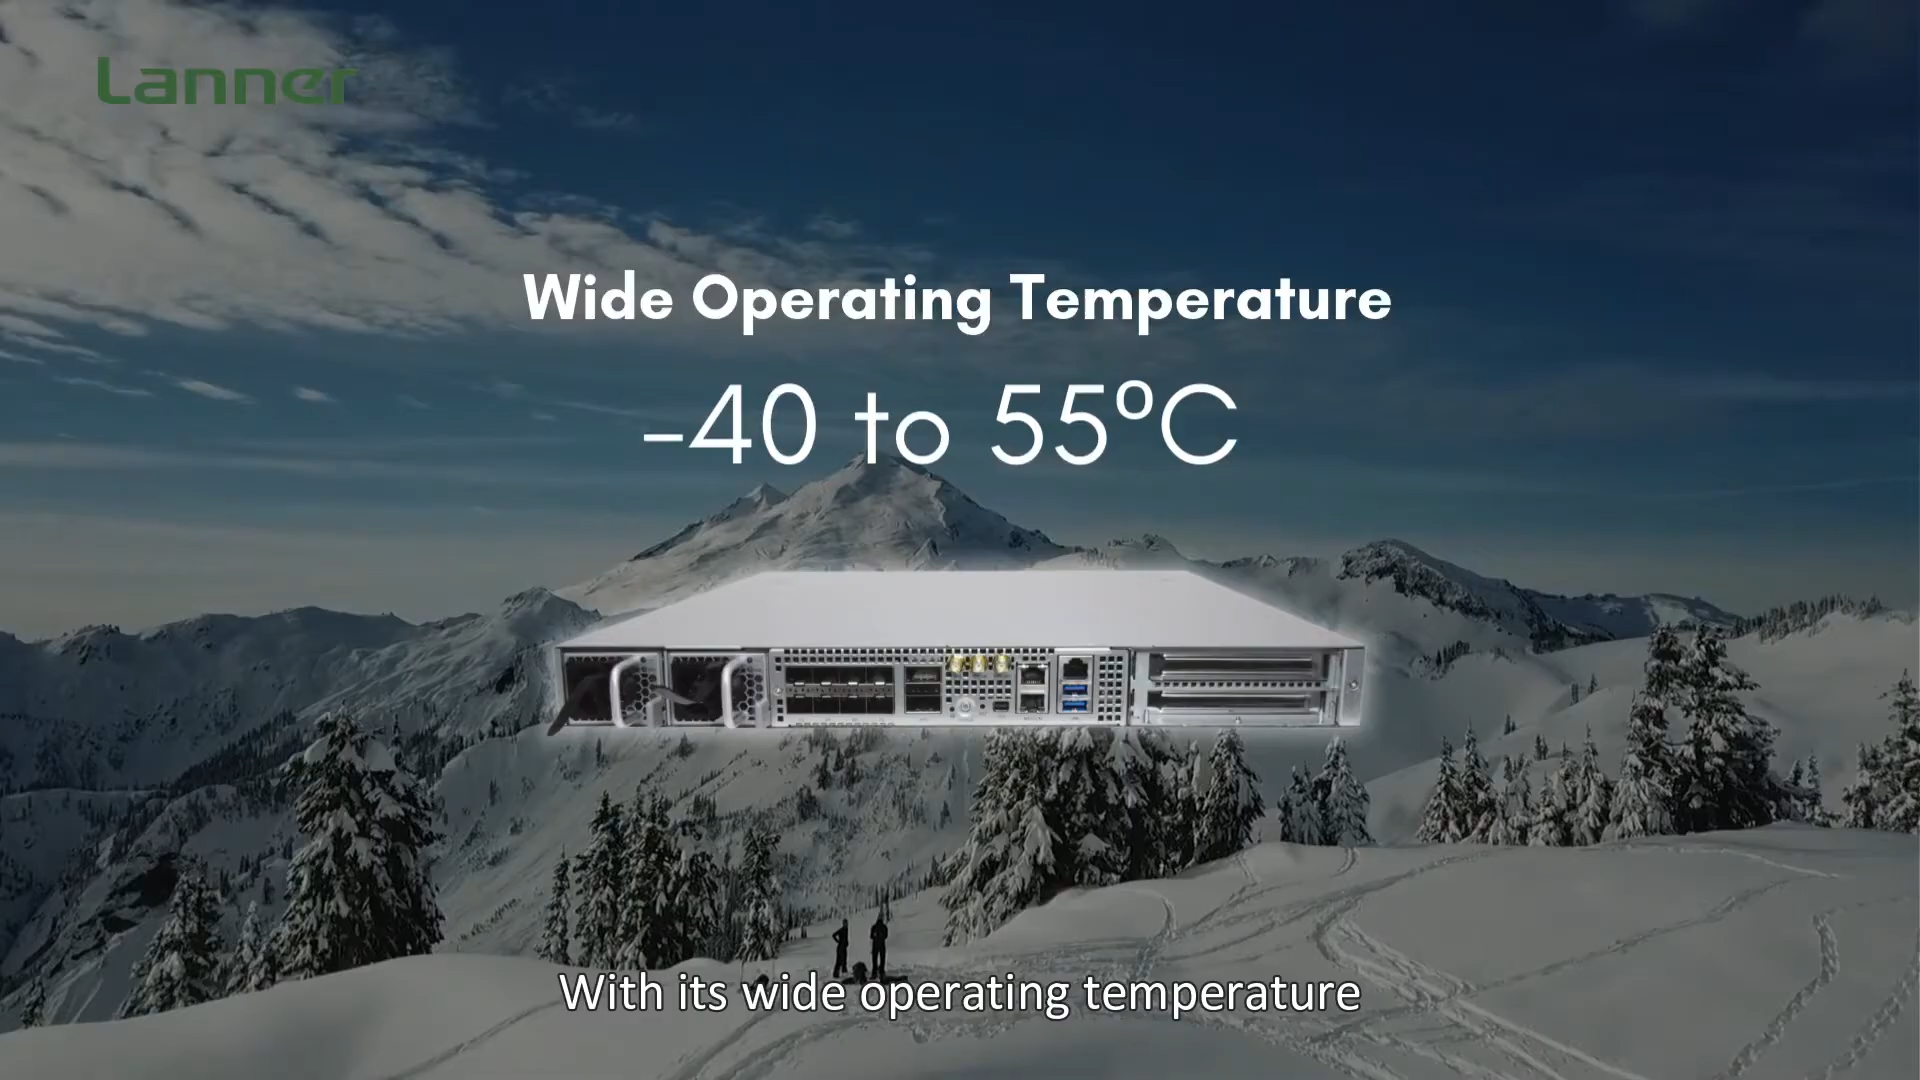 Lanner
Wide Operating Temperature
-40 to 55°C
With its wide operating temperature